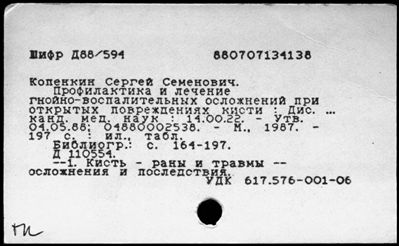 Шифр Д88/594 880707134138
Копенкин Сергей Семенович.
Профилактика и лечение
гнойно-воспалительных осложнений при
открытых повреждениях кисти : Дис. ...
канд. мед. наук : 14.00.22. - Утв.
04.05.88; 04880002538. - М., 1987. -
197 с. : ил., табл.
Библиогр.: с. 164-197.
Д 110554.
--1. Кисть - раны и травмы --
осложнения и последствия.
УДК 617.576-001-06